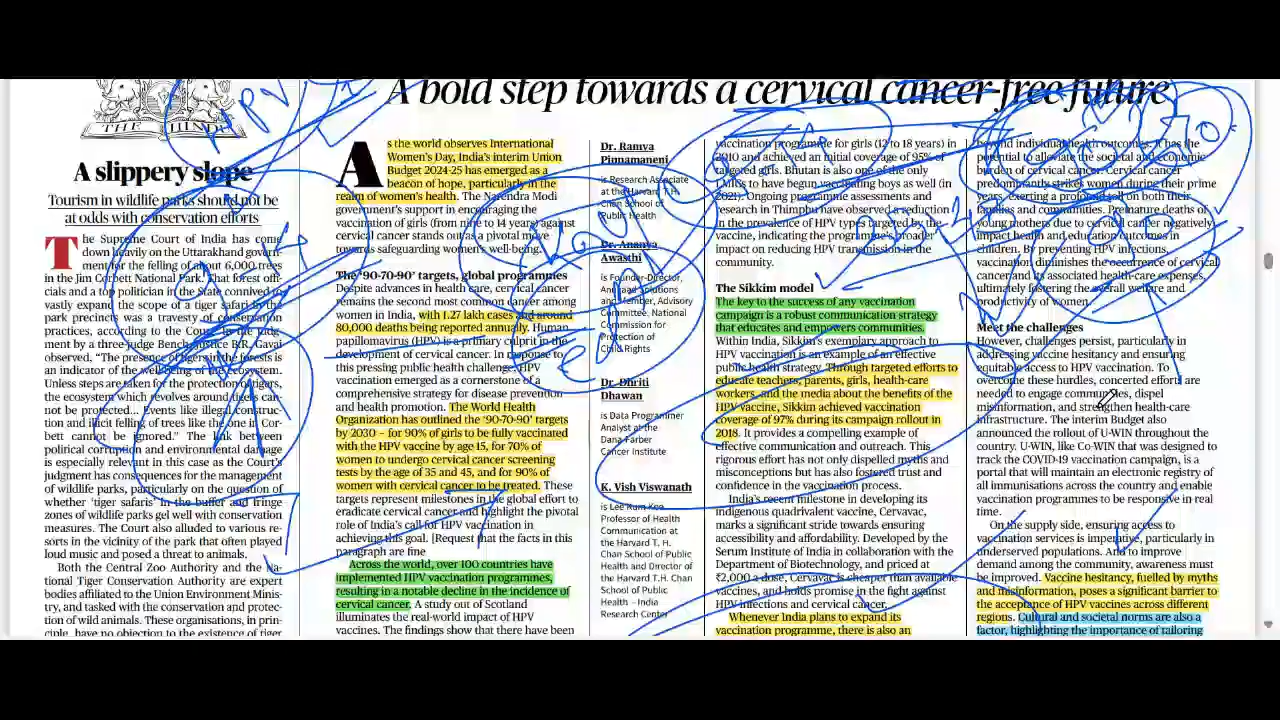 A bold step towards a cervical cancer-free future
HPV
THE HINDU
A slippery slope
Tourism in wildlife parks should not be
at odds with conservation efforts
The Supreme Court of India has come
down heavily on the Uttarakhand govern-
ment for the felling of about 6,000 trees
in the Jim Corbett National Park. That forest offi-
cials and a top politician in the State connived to
vastly expand the scope of a tiger safari in the
park precincts was a travesty of conservation
practices, according to the Court. In the judg-
ment by a three-judge Bench, Justice B.R. Gavai
observed, "The presence of tigers in the forests is
an indicator of the well-being of the ecosystem.
Unless steps are taken for the protection of tigers,
the ecosystem which revolves around tigers can-
not be protected... Events like illegal construc-
tion and illicit felling of trees like the one in Cor-
bett cannot be ignored." The link between
political corruption and environmental damage
is especially relevant in this case as the Court's
judgment has consequences for the management
of wildlife parks, particularly on the question of
whether 'tiger safaris' in the buffer and fringe
zones of wildlife parks gel well with conservation
measures. The Court also alluded to various re-
sorts in the vicinity of the park that often played
loud music and posed a threat to animals.
Both the Central Zoo Authority and the Na-
tional Tiger Conservation Authority are expert
bodies affiliated to the Union Environment Minis-
try, and tasked with the conservation and protec-
tion of wild animals. These organisations, in prin-
ciple, have no objection to the existence of tiger
As the world observes International
Women's Day, India's interim Union
Budget 2024-25 has emerged as a
beacon of hope, particularly in the
realm of women's health. The Narendra Modi
government's support in encouraging the
vaccination of girls (from nine to 14 years) against
cervical cancer stands out as a pivotal move
towards safeguarding women's well-being.
The '90-70-90' targets, global programmes
Despite advances in health care, cervical cancer
remains the second most common cancer among
women in India, with 1.27 lakh cases and around
80,000 deaths being reported annually. Human
papillomavirus (HPV) is a primary culprit in the
development of cervical cancer. In response to
this pressing public health challenge, HPV
vaccination emerged as a cornerstone of a
comprehensive strategy for disease prevention
and health promotion. The World Health
Organization has outlined the '90-70-90' targets
by 2030 – for 90% of girls to be fully vaccinated
with the HPV vaccine by age 15, for 70% of
women to undergo cervical cancer screening
tests by the age of 35 and 45, and for 90% of
women with cervical cancer to be treated. These
targets represent milestones in the global effort to
eradicate cervical cancer and highlight the pivotal
role of India's call for HPV vaccination in
achieving this goal. [Request that the facts in this
paragraph are fine
Across the world, over 100 countries have
implemented HPV vaccination programmes,
resulting in a notable decline in the incidence of
cervical cancer. A study out of Scotland
illuminates the real-world impact of HPV
vaccines. The findings show that there have been
Dr. Ramya
Pinnamaneni
is Research Associate
at the Harvard T.H.
Chan School of
Public Health
Dr. Ananya
Awasthi
is Founder-Director,
Anuvaad Solutions
and Member, Advisory
Committee, National
Commission for
Protection of
Child Rights
Dr. Dhriti
Dhawan
is Data Programmer
Analyst at the
Dana Farber
Cancer Institute
K. Vish Viswanath
is Lee Kum Kee
Professor of Health
Communication at
the Harvard T. H.
Chan School of Public
Health and Director of
the Harvard T.H. Chan
School of Public
Health – India
Research Center
vaccination programme for girls (12 to 18 years) in
2010 and achieved an initial coverage of 95% of
targeted girls. Bhutan is also one of the only
LMICs to have begun vaccinating boys as well (in
2021). Ongoing programme assessments and
research in Thimphu have observed a reduction
in the prevalence of HPV types targeted by the
vaccine, indicating the programme's broader
impact on reducing HPV transmission in the
community.
The Sikkim model
The key to the success of any vaccination
campaign is a robust communication strategy
that educates and empowers communities.
Within India, Sikkim's exemplary approach to
HPV vaccination is an example of an effective
public health strategy. Through targeted efforts to
educate teachers, parents, girls, health-care
workers, and the media about the benefits of the
HPV vaccine, Sikkim achieved vaccination
coverage of 97% during its campaign rollout in
2018. It provides a compelling example of
effective communication and outreach. This
rigorous effort has not only dispelled myths and
misconceptions but has also fostered trust and
confidence in the vaccination process.
India's recent milestone in developing its
indigenous quadrivalent vaccine, Cervavac,
marks a significant stride towards ensuring
accessibility and affordability. Developed by the
Serum Institute of India in collaboration with the
Department of Biotechnology, and priced at
₹2,000 a dose, Cervavac is cheaper than available
vaccines, and holds promise in the fight against
HPV infections and cervical cancer.
Whenever India plans to expand its
vaccination programme, there is also an
beyond individual health outcomes. It has the
potential to alleviate the societal and economic
burden of cervical cancer. Cervical cancer
predominantly strikes women during their prime
years, exerting a profound toll on both their
families and communities. Premature deaths of
young mothers due to cervical cancer negatively
impact health and education outcomes in
children. By preventing HPV infections,
vaccination diminishes the occurrence of cervical
cancer and its associated health-care expenses,
ultimately fostering the overall welfare and
productivity of women.
Meet the challenges
However, challenges persist, particularly in
addressing vaccine hesitancy and ensuring
equitable access to HPV vaccination. To
overcome these hurdles, concerted efforts are
needed to engage communities, dispel
misinformation, and strengthen health-care
infrastructure. The interim Budget also
announced the rollout of U-WIN throughout the
country. U-WIN, like Co-WIN that was designed to
track the COVID-19 vaccination campaign, is a
portal that will maintain an electronic registry of
all immunisations across the country and enable
vaccination programmes to be responsive in real
time.
On the supply side, ensuring access to
vaccination services is imperative, particularly in
underserved populations. And to improve
demand among the community, awareness must
be improved. Vaccine hesitancy, fuelled by myths
and misinformation, poses a significant barrier to
the acceptance of HPV vaccines across different
regions. Cultural and societal norms are also a
factor, highlighting the importance of tailoring